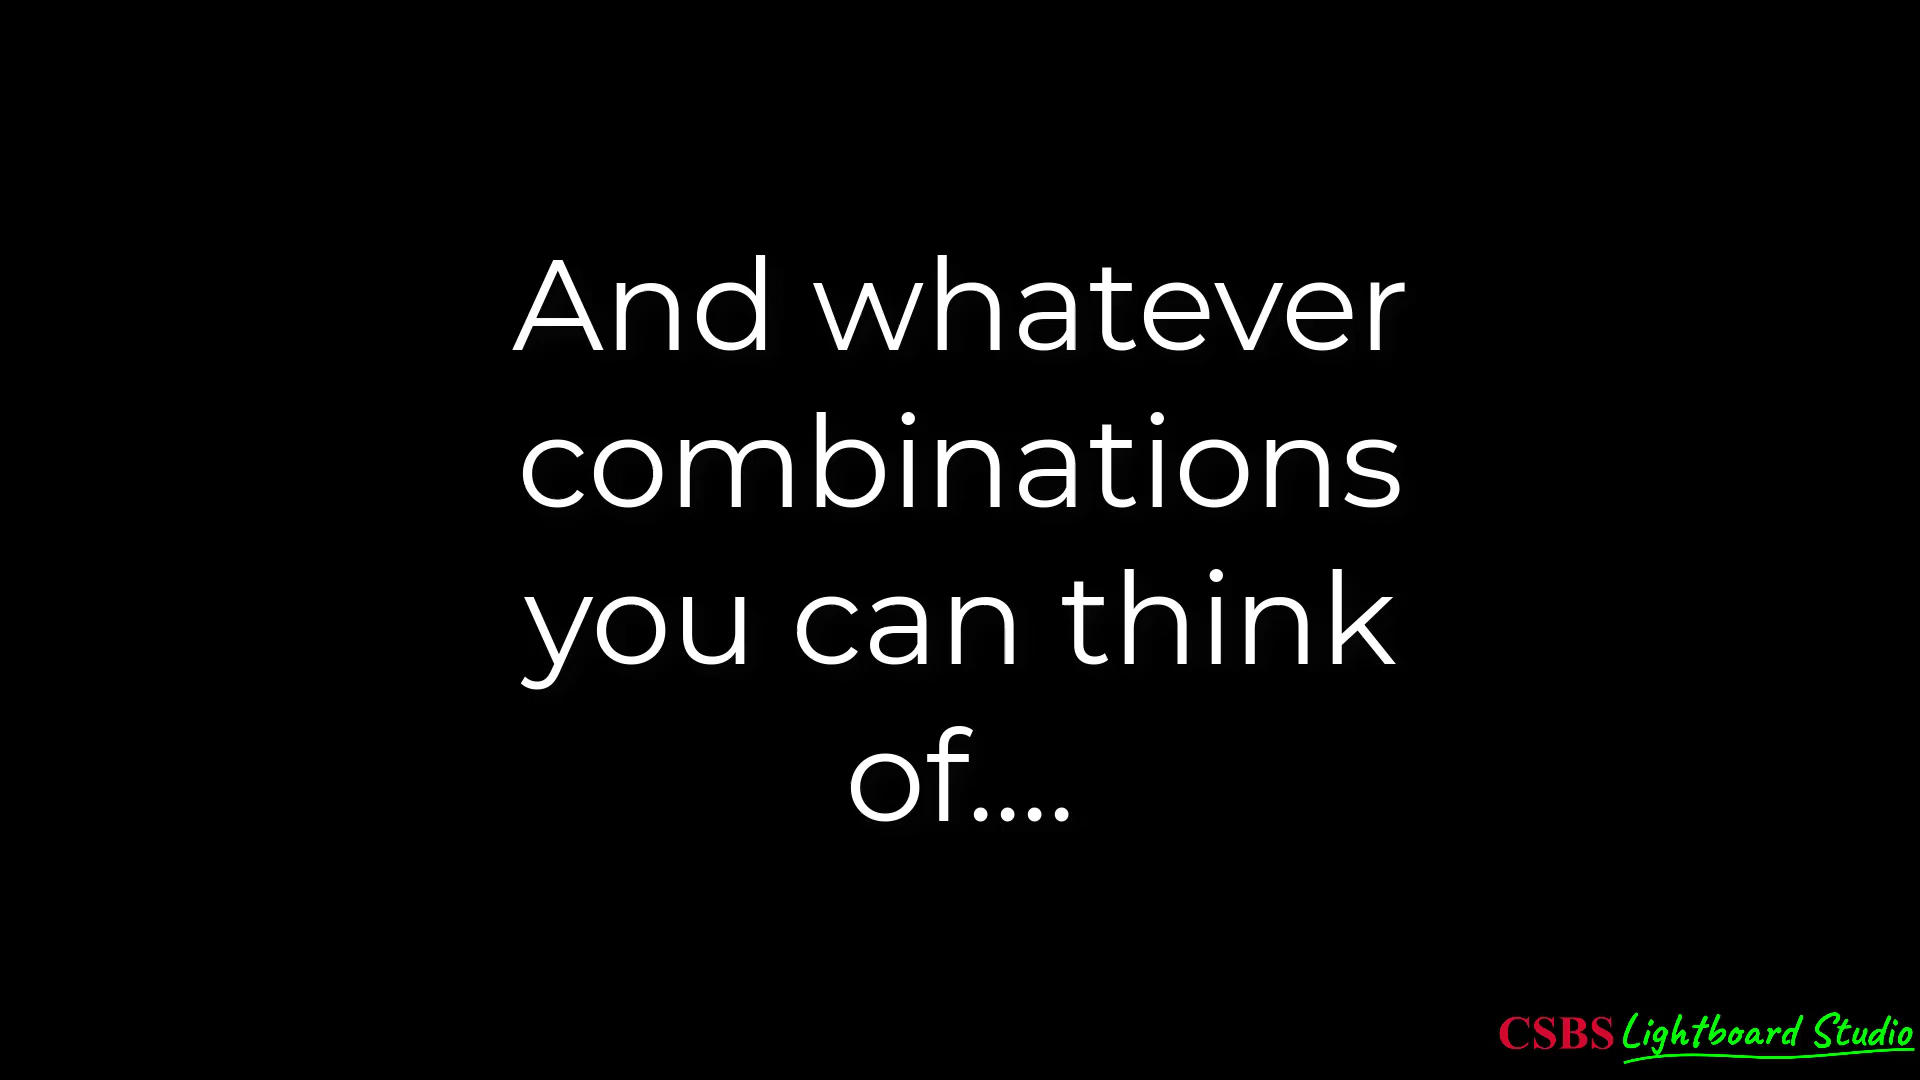 And whatever
combinations
you can think
of....
CSBS Lightboard Studio